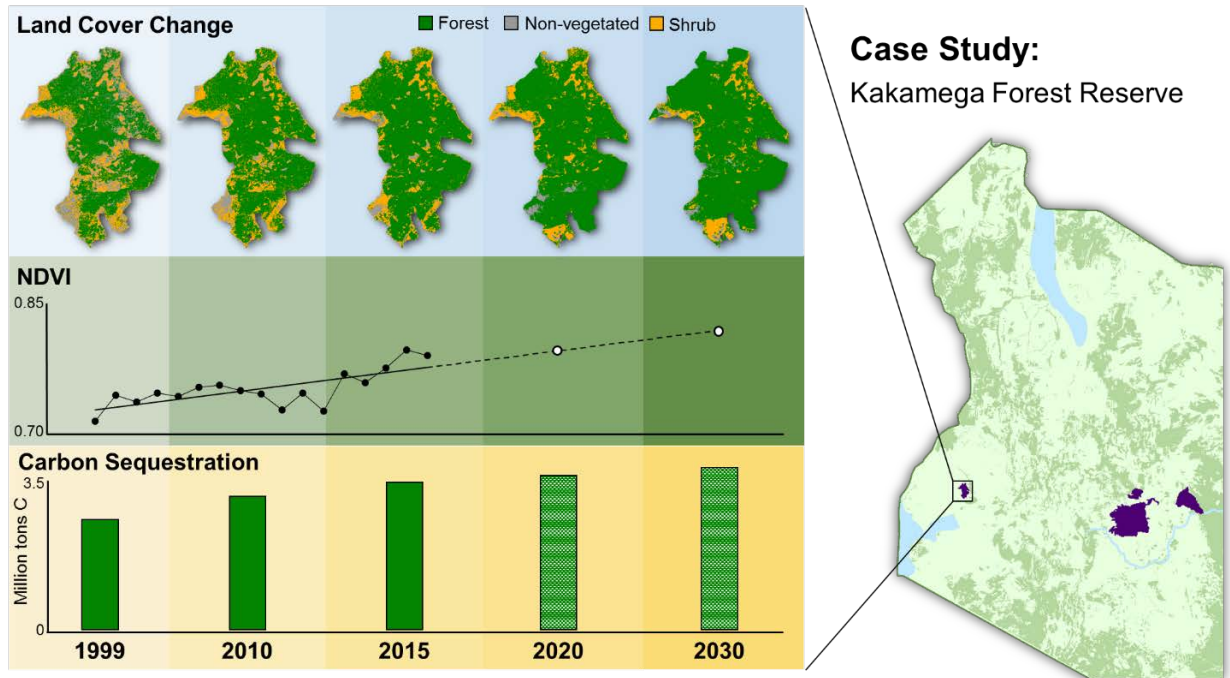 Land Cover Change
Forest Non-vegetated Shrub
Case Study:
Kakamega Forest Reserve
NDVI
0.85
0.70
Carbon Sequestration
3.5
Million tons C
0
1999 2010 2015 2020 2030